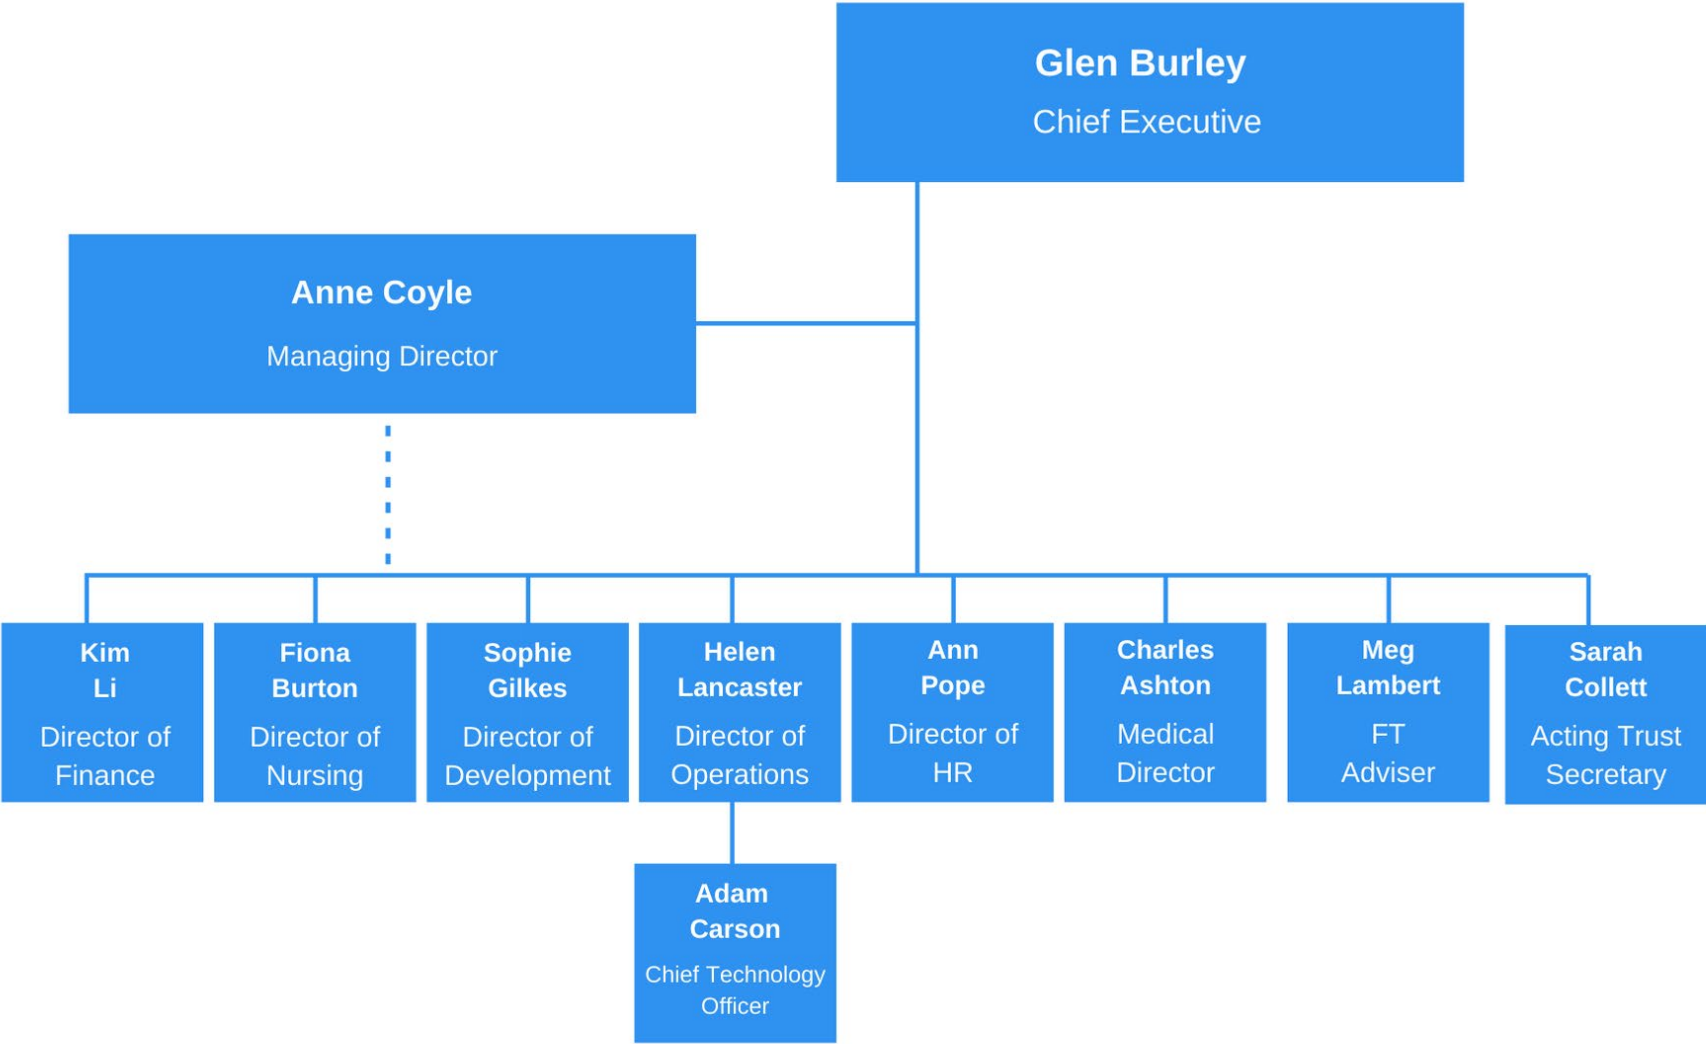 Glen Burley
Chief Executive
Anne Coyle
Managing Director
Kim
Li
Director of
Finance
Fiona
Burton
Director of
Nursing
Sophie
Gilkes
Director of
Development
Helen
Lancaster
Director of
Operations
Ann
Pope
Director of
HR
Charles
Ashton
Medical
Director
Meg
Lambert
FT
Adviser
Sarah
Collett
Acting Trust
Secretary
Adam
Carson
Chief Technology
Officer